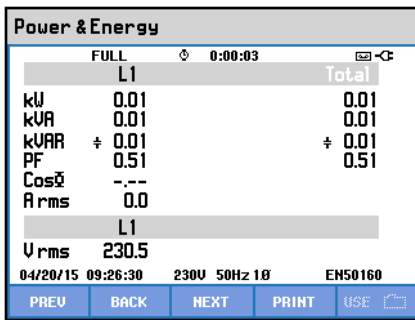 Power & Energy
FULL 0:00:03
L1 Total
kW 0.01 0.01
kVA 0.01 0.01
kVAR ÷ 0.01 ÷ 0.01
PF 0.51 0.51
CosΦ -.--
A rms 0.0
L1
V rms 230.5
04/20/15 09:26:30 230V 50Hz 1Ø EN50160
PREV BACK NEXT PRINT USE